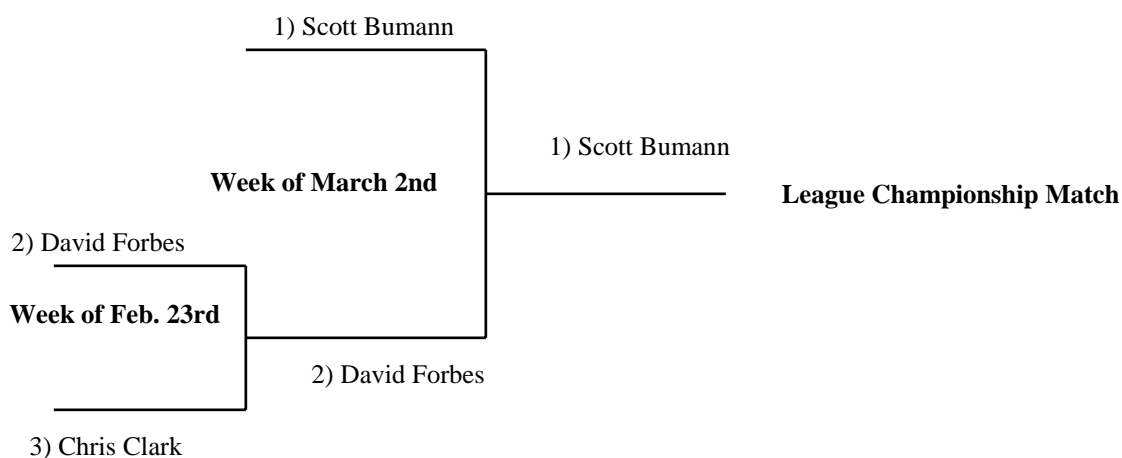 1) Scott Bumann
1) Scott Bumann
Week of March 2nd
League Championship Match
2) David Forbes
Week of Feb. 23rd
2) David Forbes
3) Chris Clark